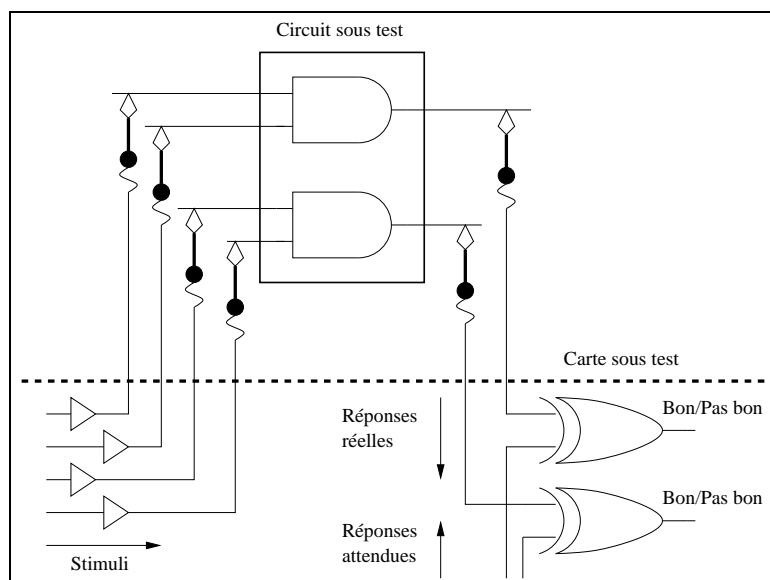 Circuit sous test
Carte sous test
Réponses
réelles
Bon/Pas bon
Bon/Pas bon
Réponses
attendues
Stimuli